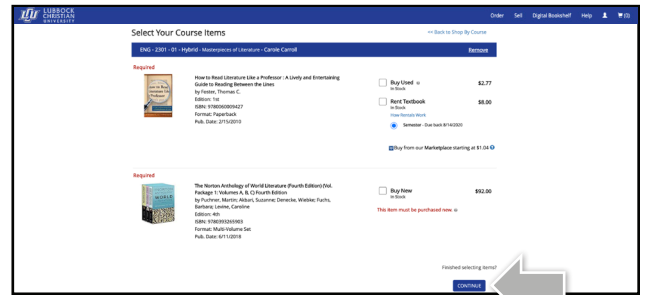 LUBBOCK
CHRISTIAN
UNIVERSITY
Order Sell Digital Bookshelf Help (0)
Select Your Course Items
<< Back to Shop By Course
ENG - 2301 - 01 - Hybrid - Masterpieces of Literature - Carole Carroll
Remove
Required
How to Read Literature Like a Professor : A Lively and Entertaining
Guide to Reading Between the Lines
by Foster, Thomas C.
Edition: 1st
ISBN: 9780060009427
Format: Paperback
Pub. Date: 2/15/2010
Buy Used $2.77
In Stock
Rent Textbook $8.00
In Stock
How Rentals Work
Semester - Due back 8/14/2020
Buy from our Marketplace starting at $1.04
Required
The Norton Anthology of World Literature (Fourth Edition) (Vol.
Package 1: Volumes A, B, C) Fourth Edition
by Puchner, Martin; Akbari, Suzanne; Denecke, Wiebke; Fuchs,
Barbara; Levine, Caroline
Edition: 4th
ISBN: 9780393265903
Format: Multi-Volume Set
Pub. Date: 6/11/2018
WORLD
Buy New $92.00
In Stock
This item must be purchased new.
Finished selecting items?
CONTINUE